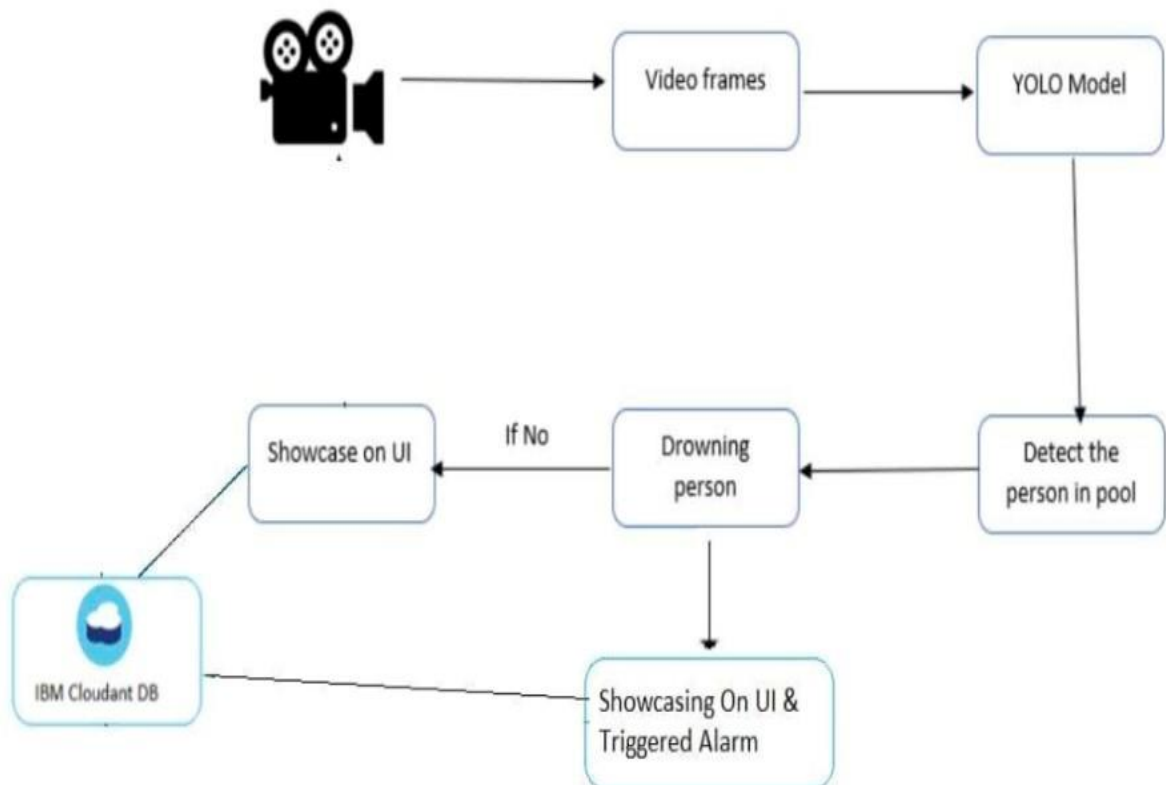 Video frames
YOLO Model
Detect the
person in pool
Drowning
person
If No
Showcase on UI
IBM Cloudant DB
Showcasing On UI &
Triggered Alarm